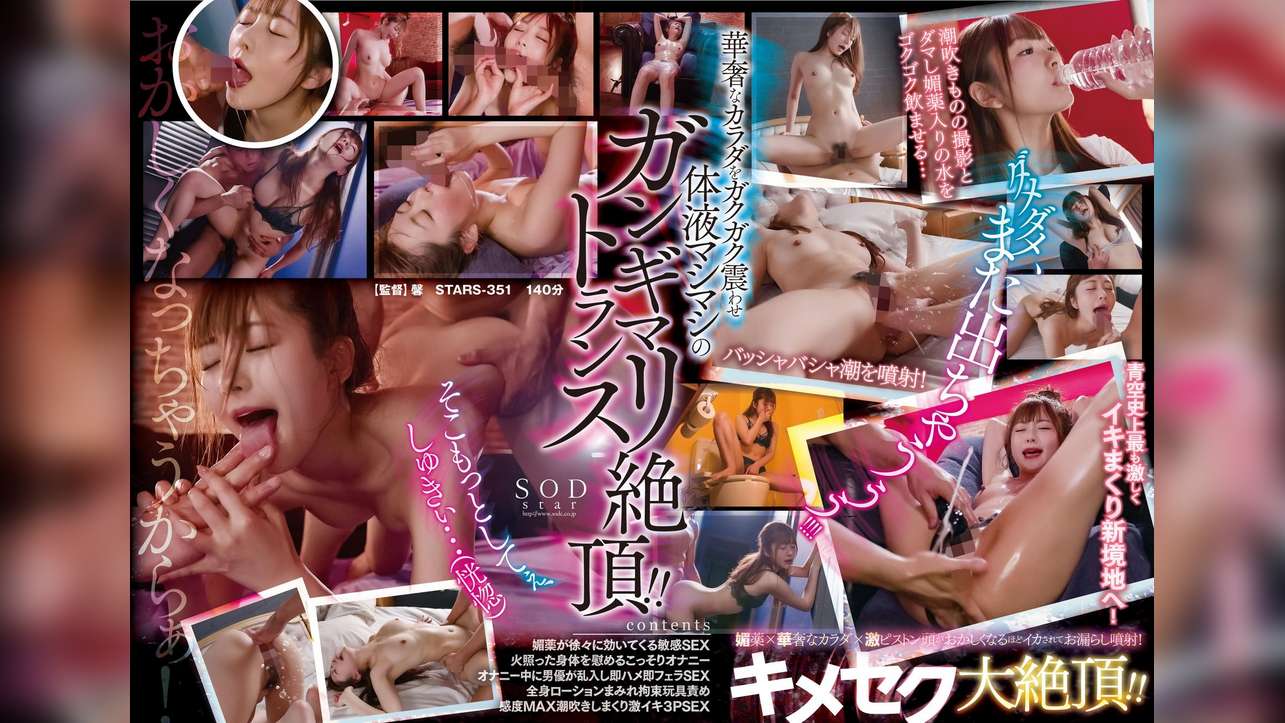 おかしくなっちゃうからぁ！
【監督】馨 STARS-351 140分
華奢なカラダをガクガク震わせ
体液マシマシの
ガンギマリ絶頂!!
トランス
潮吹きものの撮影と
ダマし媚薬入りの水を
ゴクゴク飲ませる…
また出ちゃううううっ!!!!
バッシャバシャ潮を噴射!
青空史上最も激しく
イキまくり新境地へ!
そこもっとして
しゅきぃ…(恍惚)
SOD
star
http://www.sodc.co.jp
contents
媚薬が徐々に効いてくる敏感SEX
火照った身体を慰めるこっそりオナニー
オナニー中に男優が乱入し即ハメ即フェラSEX
全身ローションまみれ拘束玩具責め
感度MAX潮吹きしまくり激イキ3PSEX
媚薬×華奢なカラダ×激ピストン 頭がおかしくなるほどイカされてお漏らし噴射!
キメセク大絶頂!!